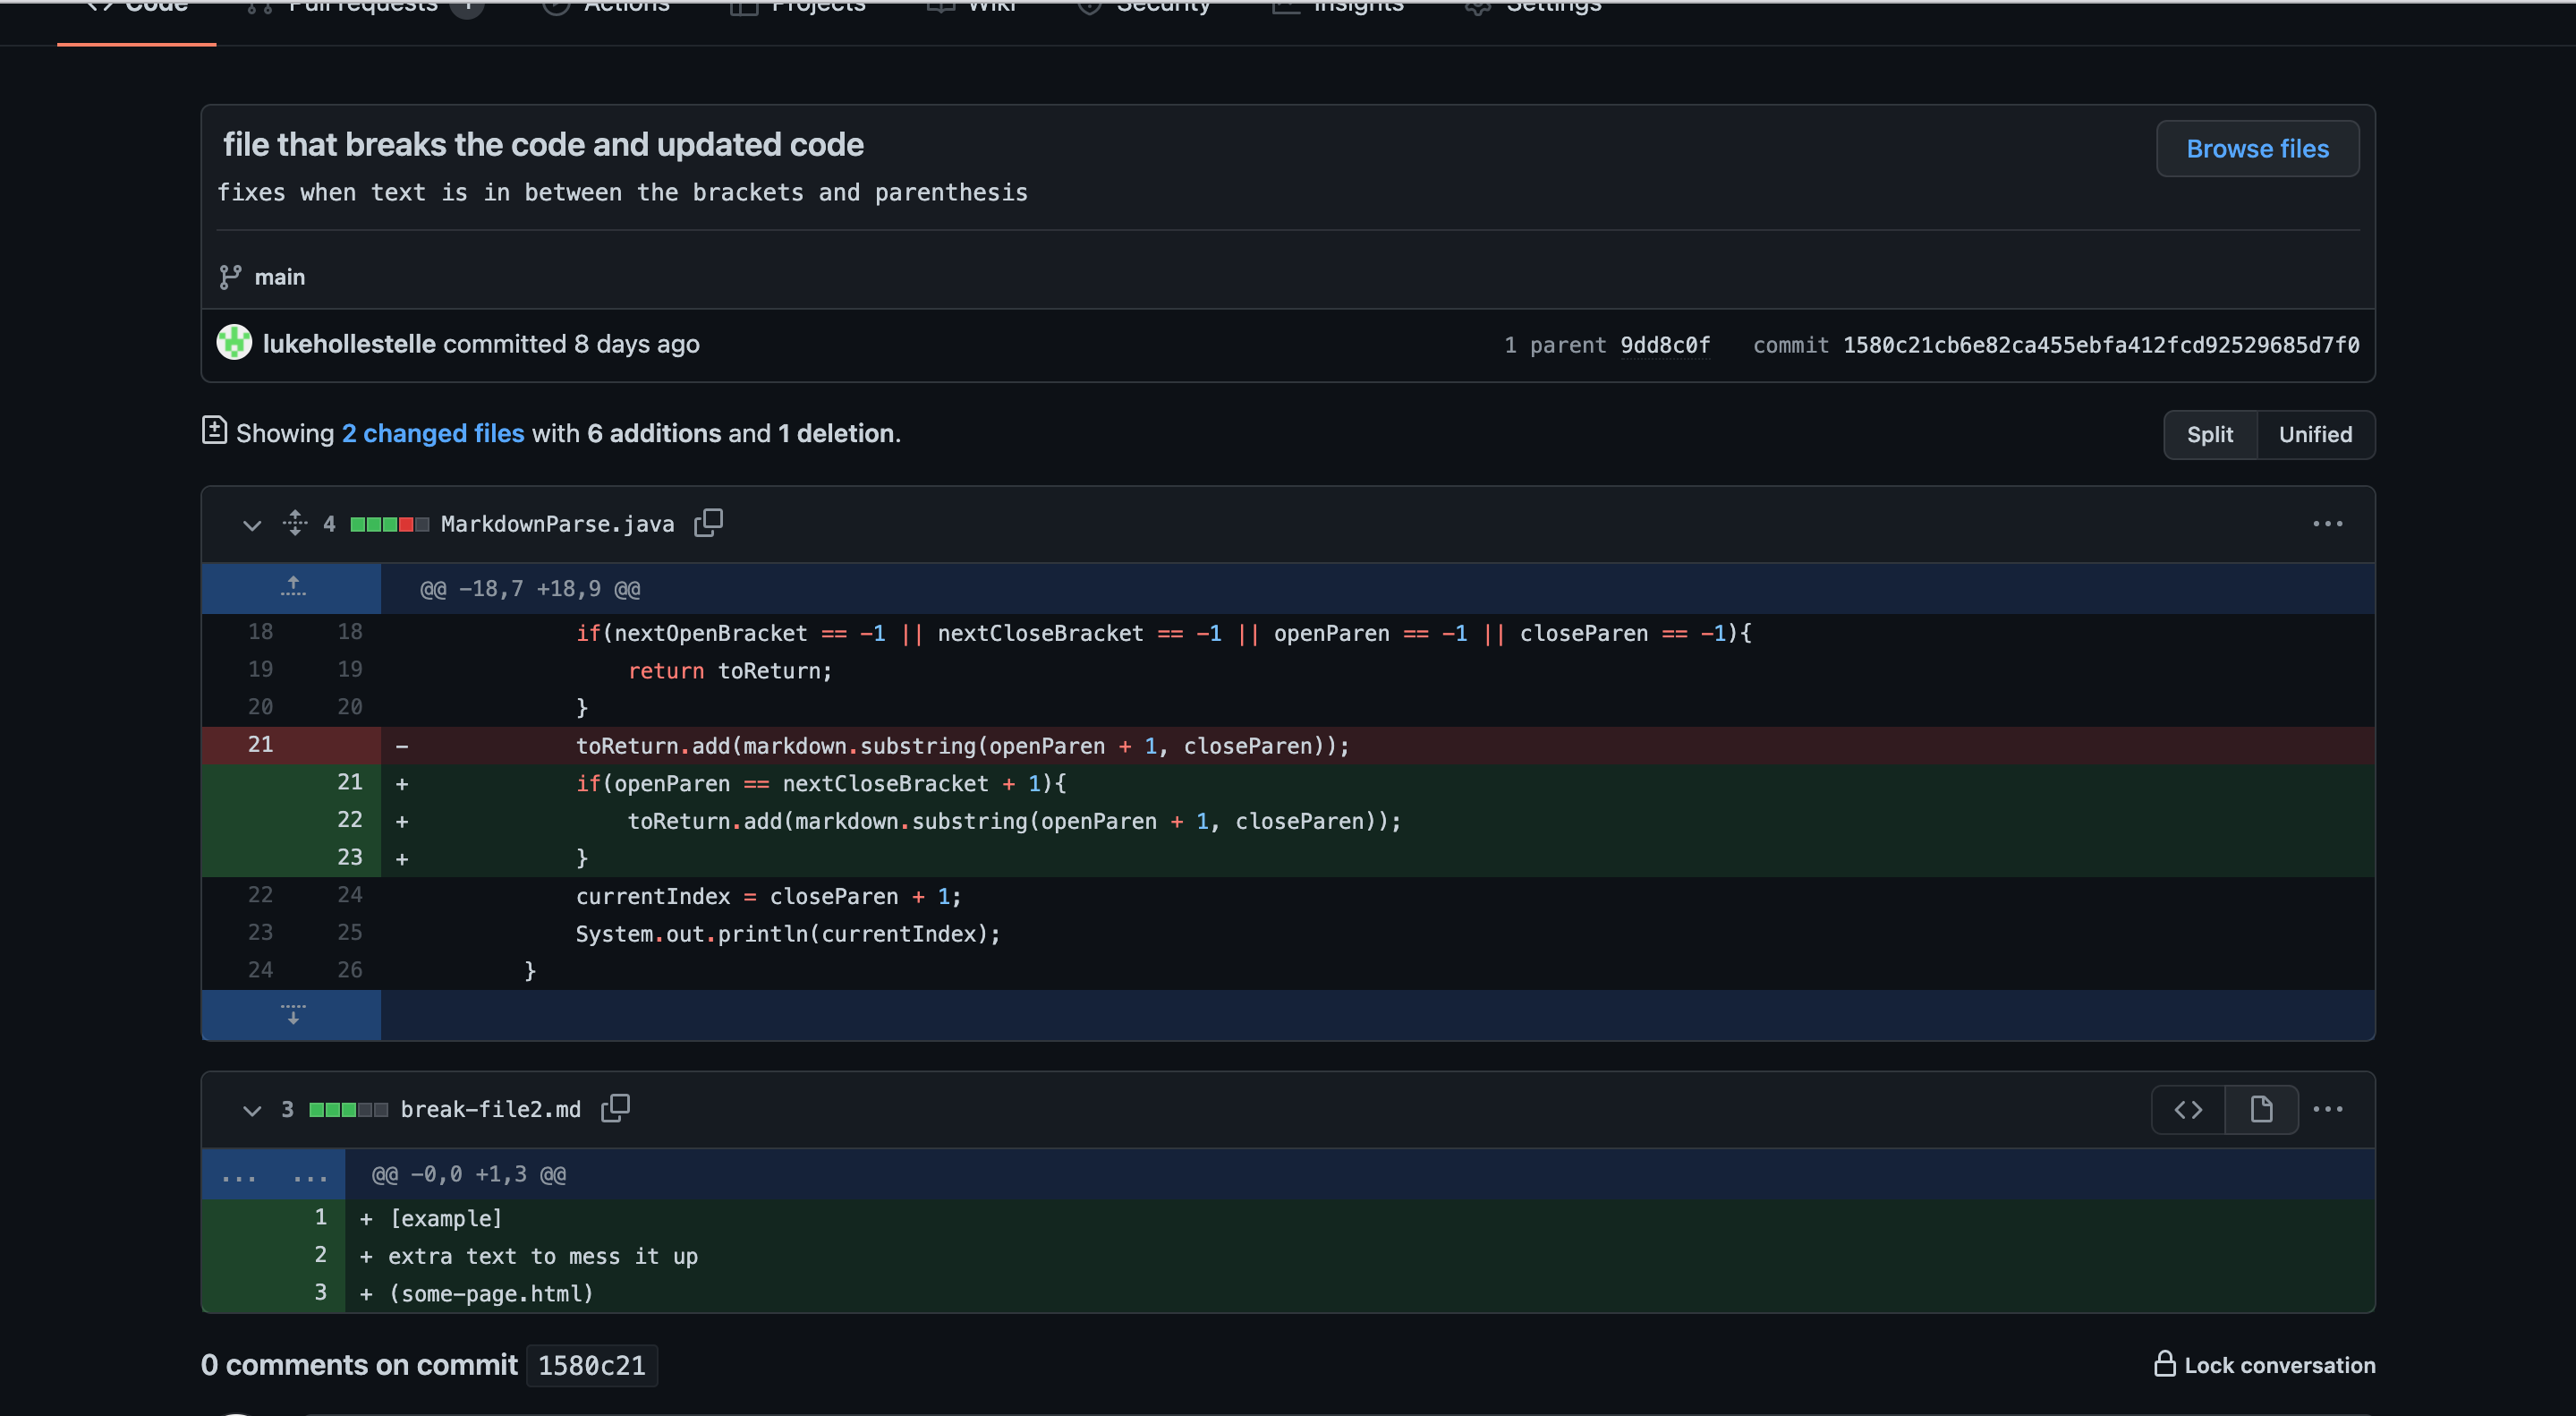 Code Pull requests 1 Actions Projects Wiki Security Insights Settings
file that breaks the code and updated code
Browse files
fixes when text is in between the brackets and parenthesis
main
lukehollestelle committed 8 days ago
1 parent 9dd8c0f commit 1580c21cb6e82ca455ebfa412fcd92529685d7f0
Showing 2 changed files with 6 additions and 1 deletion.
Split Unified
4 MarkdownParse.java
@@ -18,7 +18,9 @@
18 18 if(nextOpenBracket == -1 || nextCloseBracket == -1 || openParen == -1 || closeParen == -1){
19 19 return toReturn;
20 20 }
21 - toReturn.add(markdown.substring(openParen + 1, closeParen));
21 + if(openParen == nextCloseBracket + 1){
22 + toReturn.add(markdown.substring(openParen + 1, closeParen));
23 + }
22 24 currentIndex = closeParen + 1;
23 25 System.out.println(currentIndex);
24 26 }
3 break-file2.md
... ... @@ -0,0 +1,3 @@
1 + [example]
2 + extra text to mess it up
3 + (some-page.html)
0 comments on commit 1580c21
Lock conversation